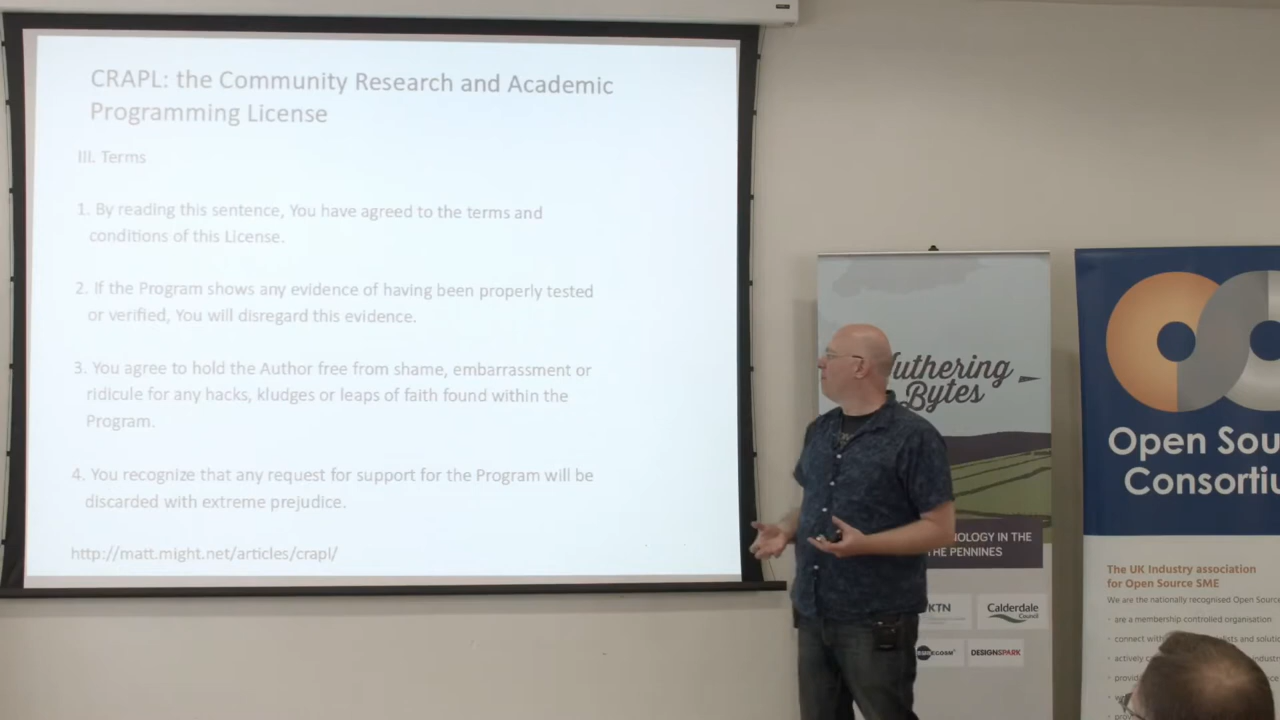 CRAPL: the Community Research and Academic
Programming License
III. Terms
1. By reading this sentence, You have agreed to the terms and
conditions of this License.
2. If the Program shows any evidence of having been properly tested
or verified, You will disregard this evidence.
3. You agree to hold the Author free from shame, embarrassment or
ridicule for any hacks, kludges or leaps of faith found within the
Program.
4. You recognize that any request for support for the Program will be
discarded with extreme prejudice.
http://matt.might.net/articles/crapl/
uthering
Bytes
OLOGY IN THE
THE PENNINES
KTN
Calderdale
Council
DESIGNSPARK
Open Sou
Consortiu
The UK Industry association
for Open Source SME
We are the nationally recognised Open Source
· are a membership controlled organisation
· connect with
· actively
industr